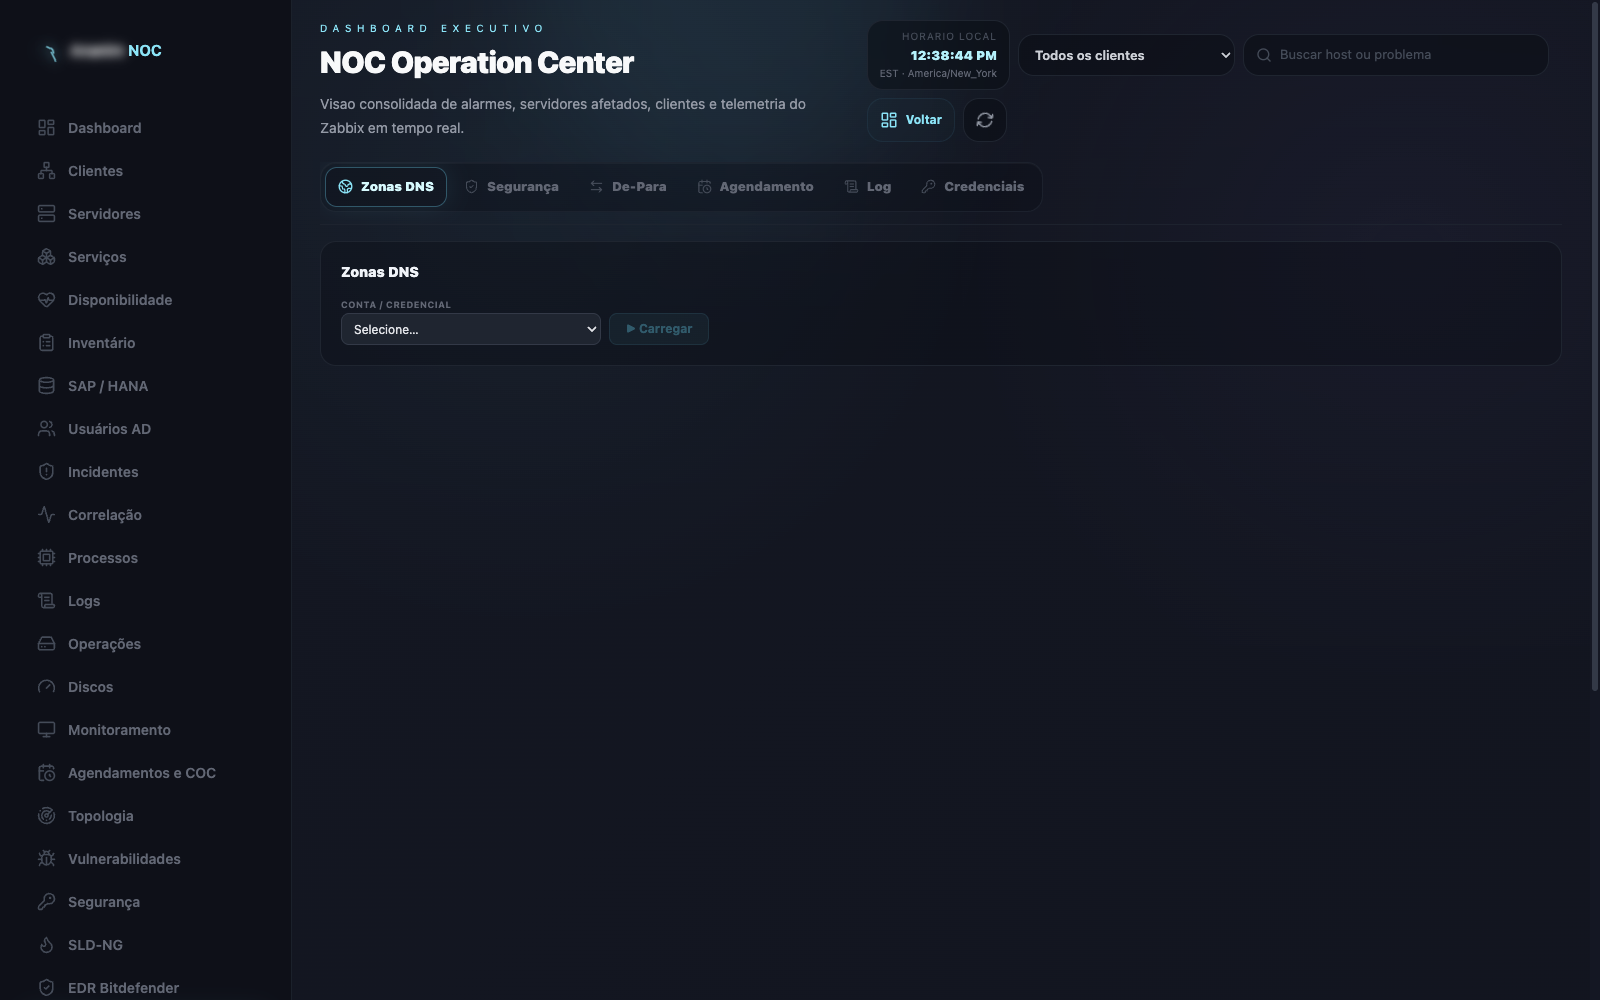 NOC
Dashboard
Clientes
Servidores
Serviços
Disponibilidade
Inventário
SAP / HANA
Usuários AD
Incidentes
Correlação
Processos
Logs
Operações
Discos
Monitoramento
Agendamentos e COC
Topologia
Vulnerabilidades
Segurança
SLD-NG
EDR Bitdefender
DASHBOARD EXECUTIVO
NOC Operation Center
Visao consolidada de alarmes, servidores afetados, clientes e telemetria do
Zabbix em tempo real.
HORARIO LOCAL
12:38:44 PM
EST · America/New_York
Todos os clientes
Buscar host ou problema
Voltar
Zonas DNS
Segurança
De-Para
Agendamento
Log
Credenciais
Zonas DNS
CONTA / CREDENCIAL
Selecione...
Carregar